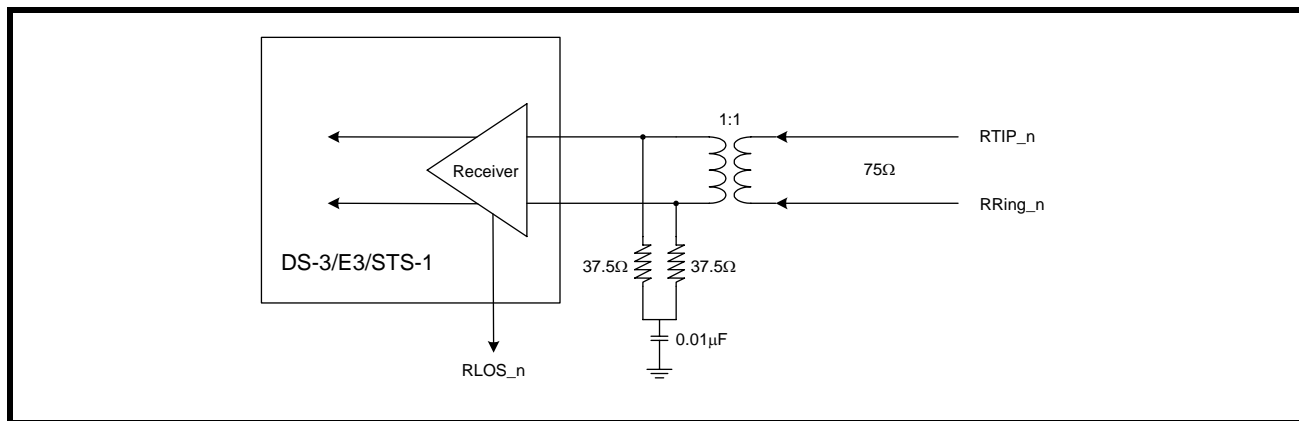 1:1
RTIP_n
Receiver
75Ω
RRing_n
DS-3/E3/STS-1
37.5Ω
37.5Ω
0.01μF
RLOS_n